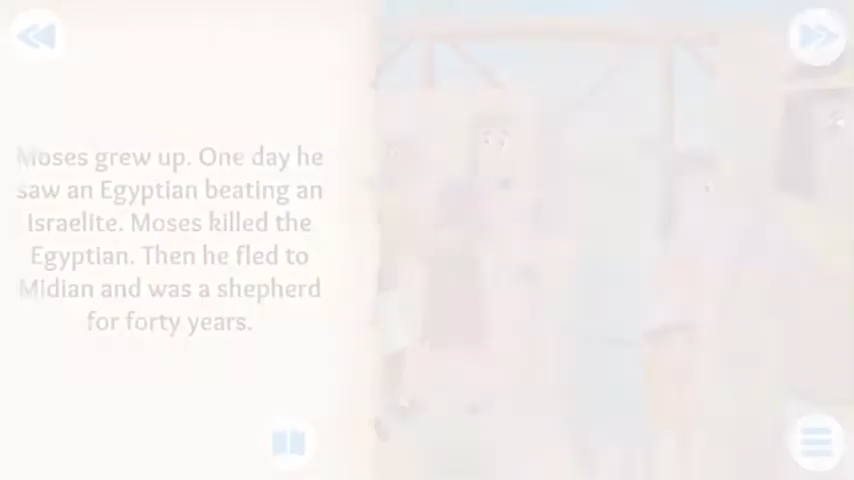 Moses grew up. One day he
saw an Egyptian beating an
Israelite. Moses killed the
Egyptian. Then he fled to
Midian and was a shepherd
for forty years.